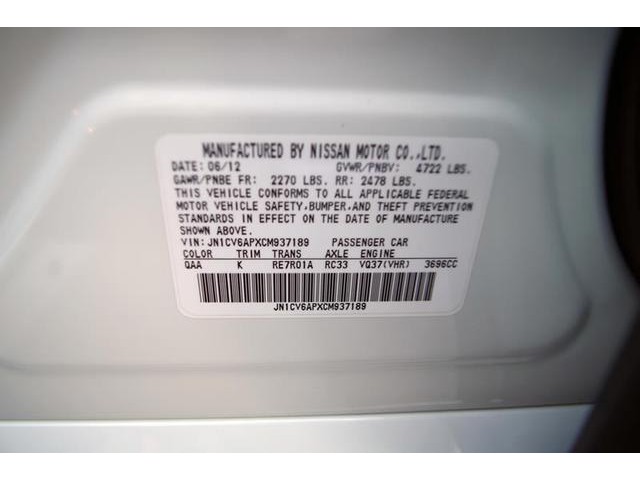 MANUFACTURED BY NISSAN MOTOR CO.,LTD.
DATE: 06/12 GVWR/PNBV: 4722 LBS.
GAWR/PNBE FR: 2270 LBS. RR: 2478 LBS.
THIS VEHICLE CONFORMS TO ALL APPLICABLE FEDERAL
MOTOR VEHICLE SAFETY, BUMPER, AND THEFT PREVENTION
STANDARDS IN EFFECT ON THE DATE OF MANUFACTURE
SHOWN ABOVE.
VIN: JN1CV6APXCM937189 PASSENGER CAR
COLOR TRIM TRANS AXLE ENGINE
QAA K RE7R01A RC33 VQ37(VHR) 3696CC
JN1CV6APXCM937189